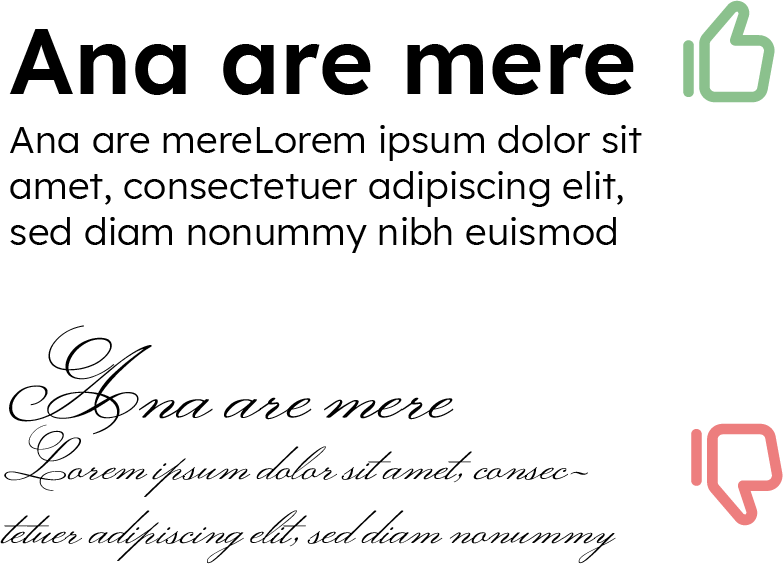 Ana are mere
Ana are mereLorem ipsum dolor sit
amet, consectetuer adipiscing elit,
sed diam nonummy nibh euismod
Ana are mere
Lorem ipsum dolor sit amet, consec-
tetuer adipiscing elit, sed diam nonummy